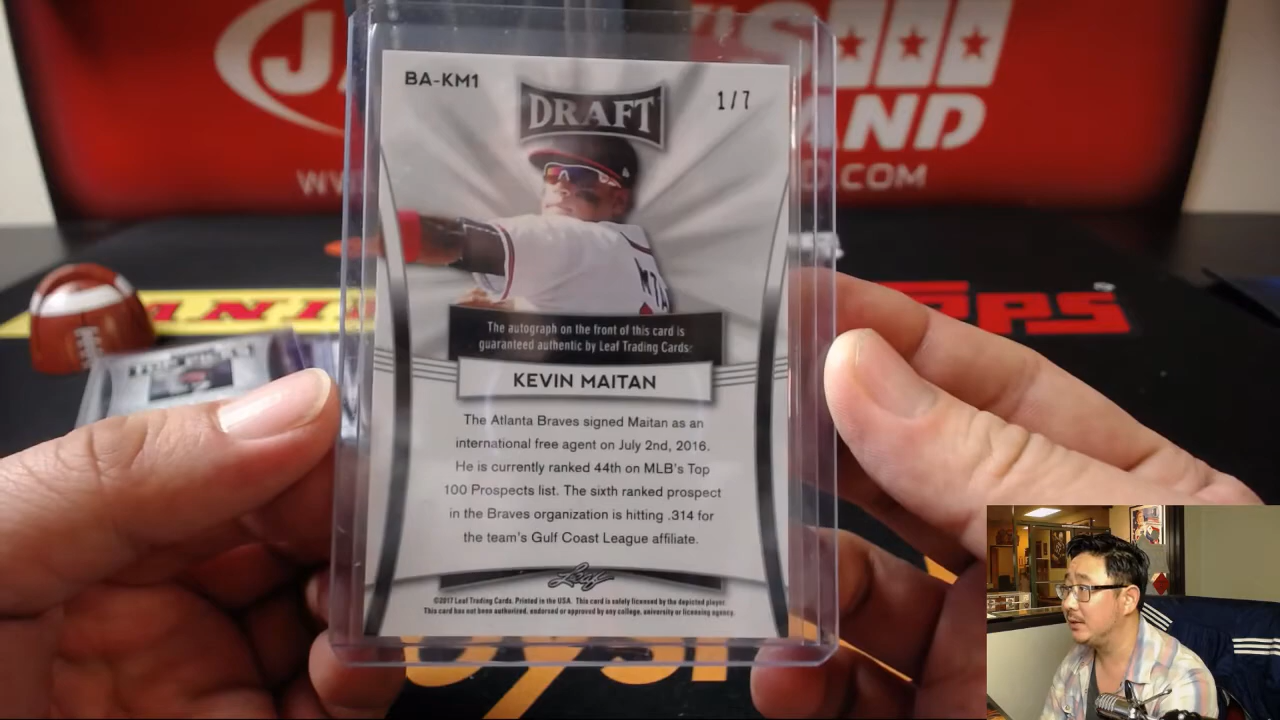 BA-KM1
DRAFT
1/7
The autograph on the front of this card is
guaranteed authentic by Leaf Trading Cards.
KEVIN MAITAN
The Atlanta Braves signed Maitan as an
international free agent on July 2nd, 2016.
He is currently ranked 44th on MLB's Top
100 Prospects list. The sixth ranked prospect
in the Braves organization is hitting .314 for
the team's Gulf Coast League affiliate.
Leaf
©2017 Leaf Trading Cards. Printed in the USA. This card is solely licensed by the depicted player.
This card has not been authorized, endorsed or approved by any college, university or licensing agency.